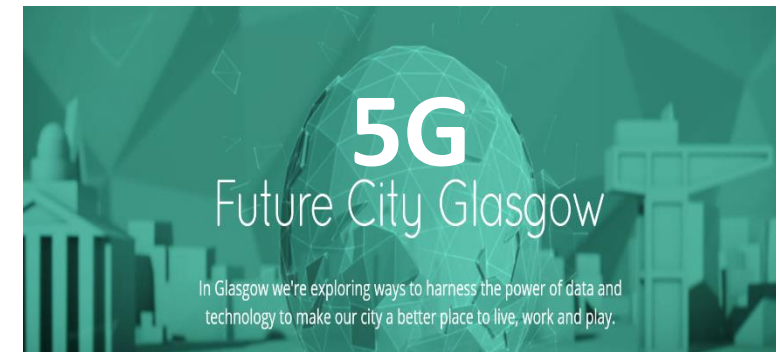 5G
Future City Glasgow
In Glasgow we're exploring ways to harness the power of data and
technology to make our city a better place to live, work and play.